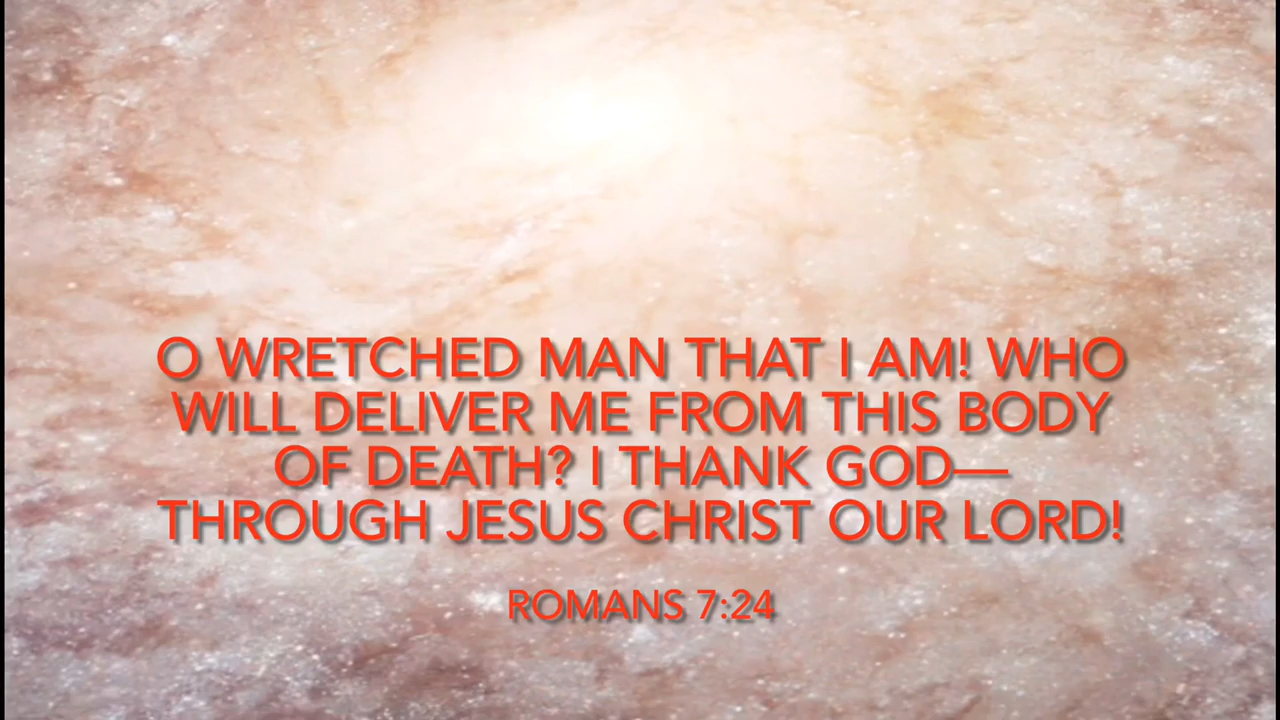 O WRETCHED MAN THAT I AM! WHO
WILL DELIVER ME FROM THIS BODY
OF DEATH? I THANK GOD—
THROUGH JESUS CHRIST OUR LORD!
ROMANS 7:24